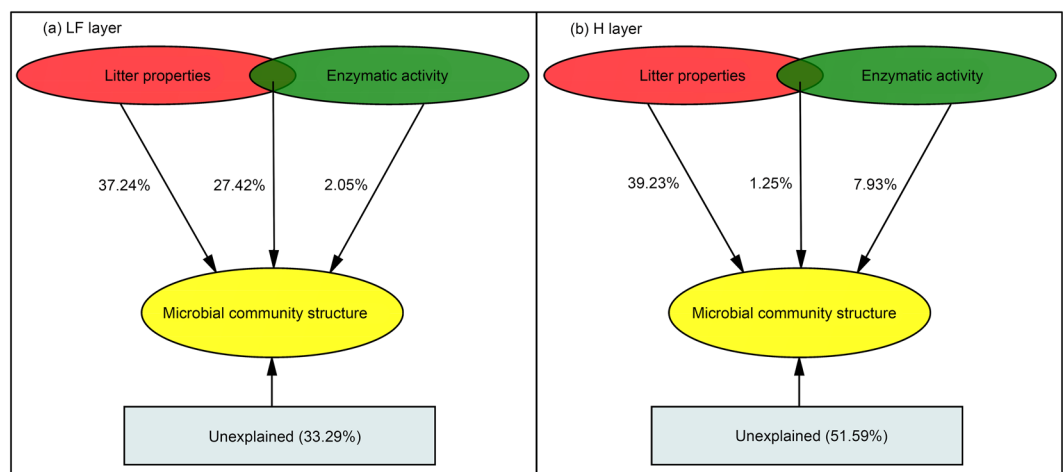 (a) LF layer
Litter properties
Enzymatic activity
37.24%
27.42%
2.05%
Microbial community structure
Unexplained (33.29%)
(b) H layer
Litter properties
Enzymatic activity
39.23%
1.25%
7.93%
Microbial community structure
Unexplained (51.59%)